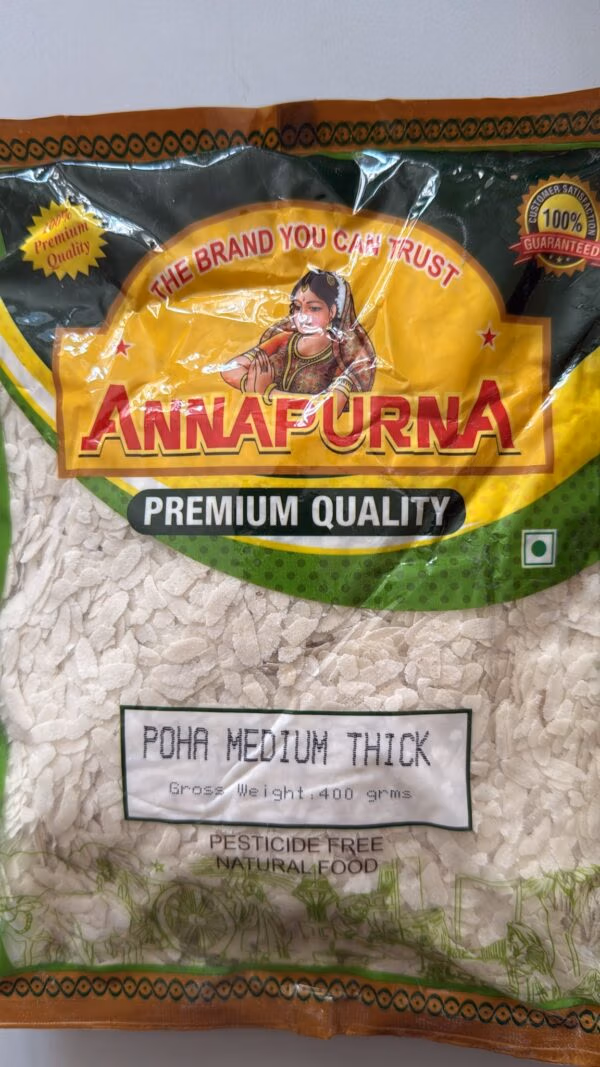 100%
Premium
Quality
CUSTOMER SATISFACTION
100%
GUARANTEED
THE BRAND YOU CAN TRUST
ANNAPURNA
PREMIUM QUALITY
POHA MEDIUM THICK
Gross Weight:400 grms
PESTICIDE FREE
NATURAL FOOD